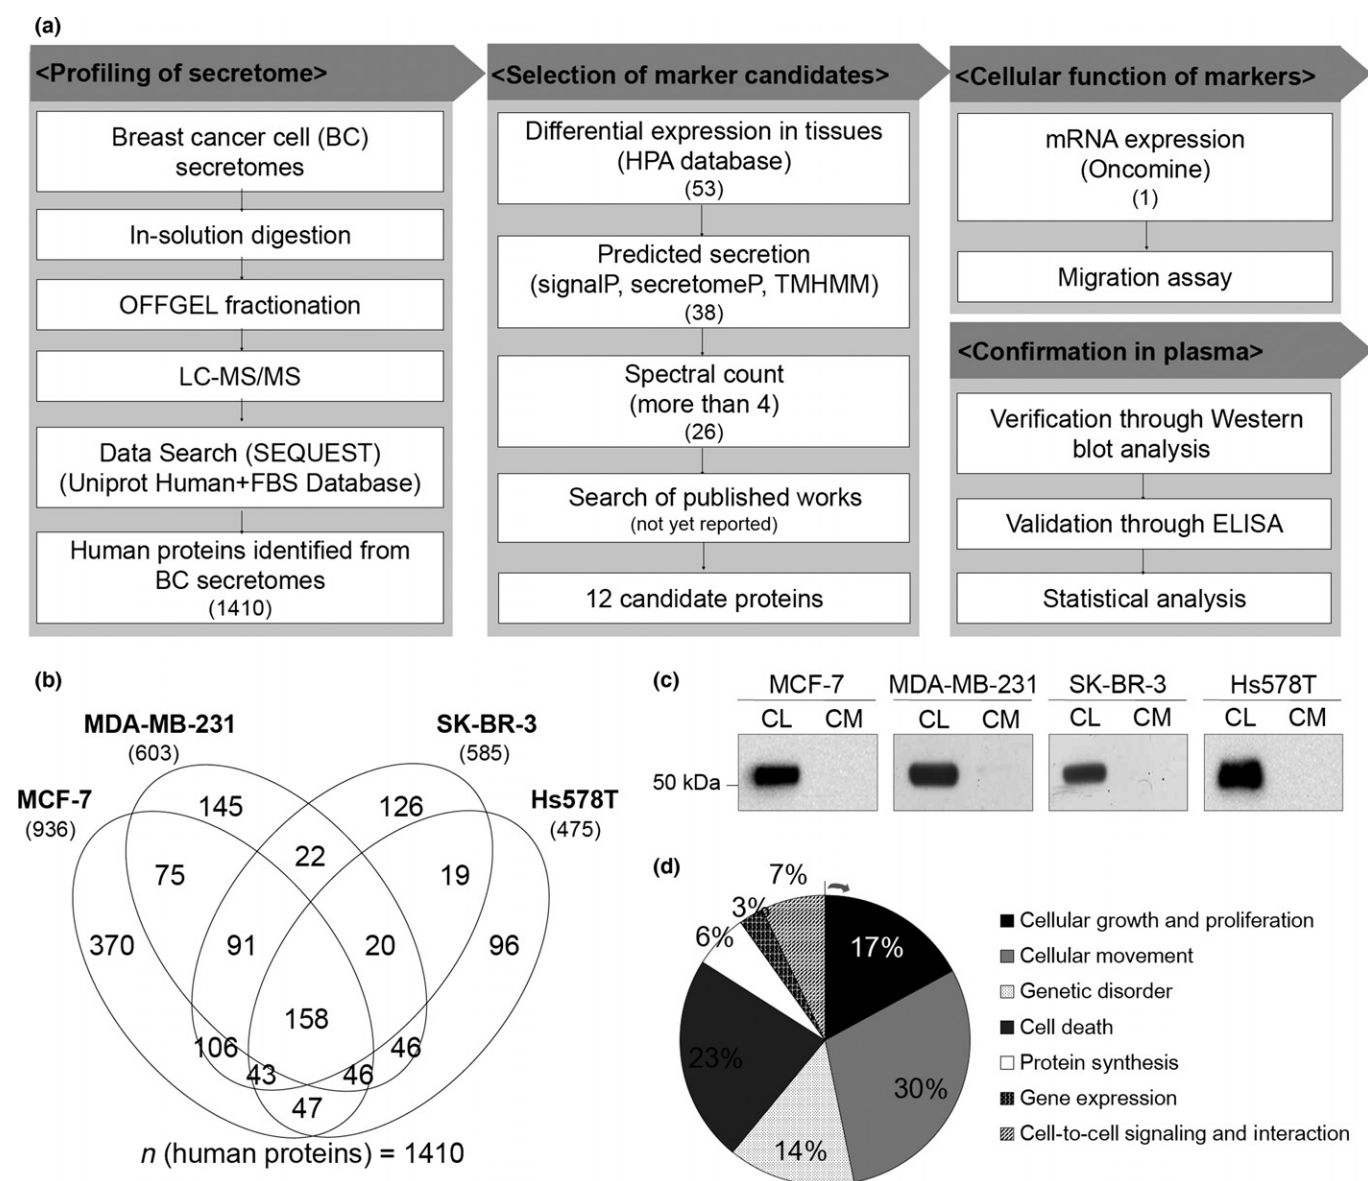 (a)
<Profiling of secretome>
Breast cancer cell (BC)
secretomes
In-solution digestion
OFFGEL fractionation
LC-MS/MS
Data Search (SEQUEST)
(Uniprot Human+FBS Database)
Human proteins identified from
BC secretomes
(1410)
<Selection of marker candidates>
Differential expression in tissues
(HPA database)
(53)
Predicted secretion
(signalP, secretomeP, TMHMM)
(38)
Spectral count
(more than 4)
(26)
Search of published works
(not yet reported)
12 candidate proteins
<Cellular function of markers>
mRNA expression
(Oncomine)
(1)
Migration assay
<Confirmation in plasma>
Verification through Western
blot analysis
Validation through ELISA
Statistical analysis
(b)
MDA-MB-231
(603)
SK-BR-3
(585)
MCF-7
(936)
Hs578T
(475)
145
126
22
75
19
370
91
20
96
158
106
46
43
46
47
n (human proteins) = 1410
(c)
MCF-7 MDA-MB-231 SK-BR-3 Hs578T
CL CM CL CM CL CM CL CM
50 kDa
(d)
7%
3%
6%
17%
23%
30%
14%
Cellular growth and proliferation
Cellular movement
Genetic disorder
Cell death
Protein synthesis
Gene expression
Cell-to-cell signaling and interaction